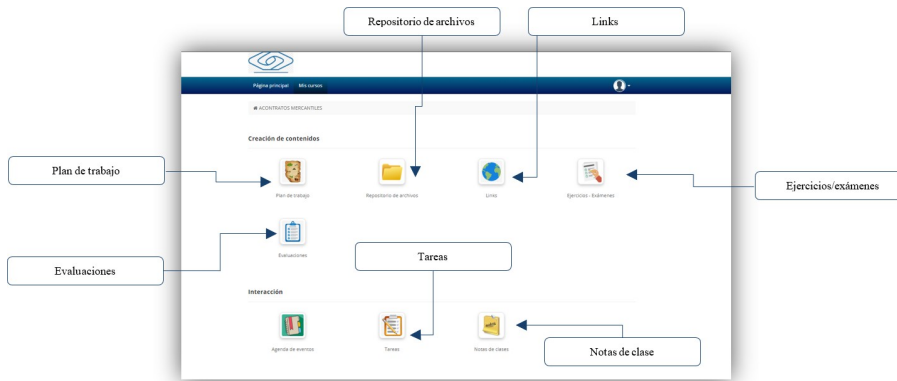 Repositorio de archivos
Links
Página principal Mis cursos
ACONTRATOS MERCANTILES
Creación de contenidos
Plan de trabajo
Plan de trabajo
Repositorio de archivos
Links
Ejercicios - Exámenes
Ejercicios/exámenes
Evaluaciones
Evaluaciones
Tareas
Interacción
Agenda de eventos
Tareas
Notas de clases
Notas de clase